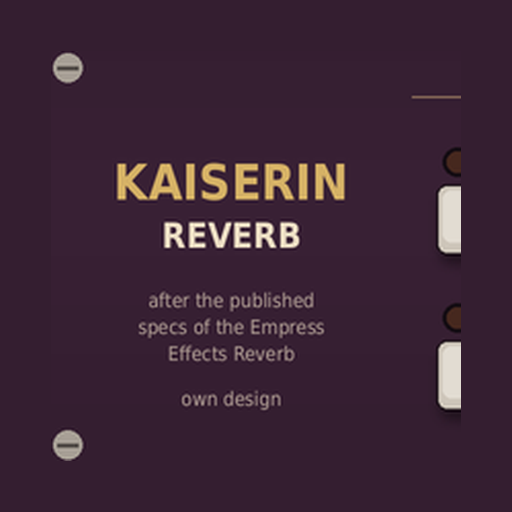 KAISERIN
REVERB
after the published
specs of the Empress
Effects Reverb
own design